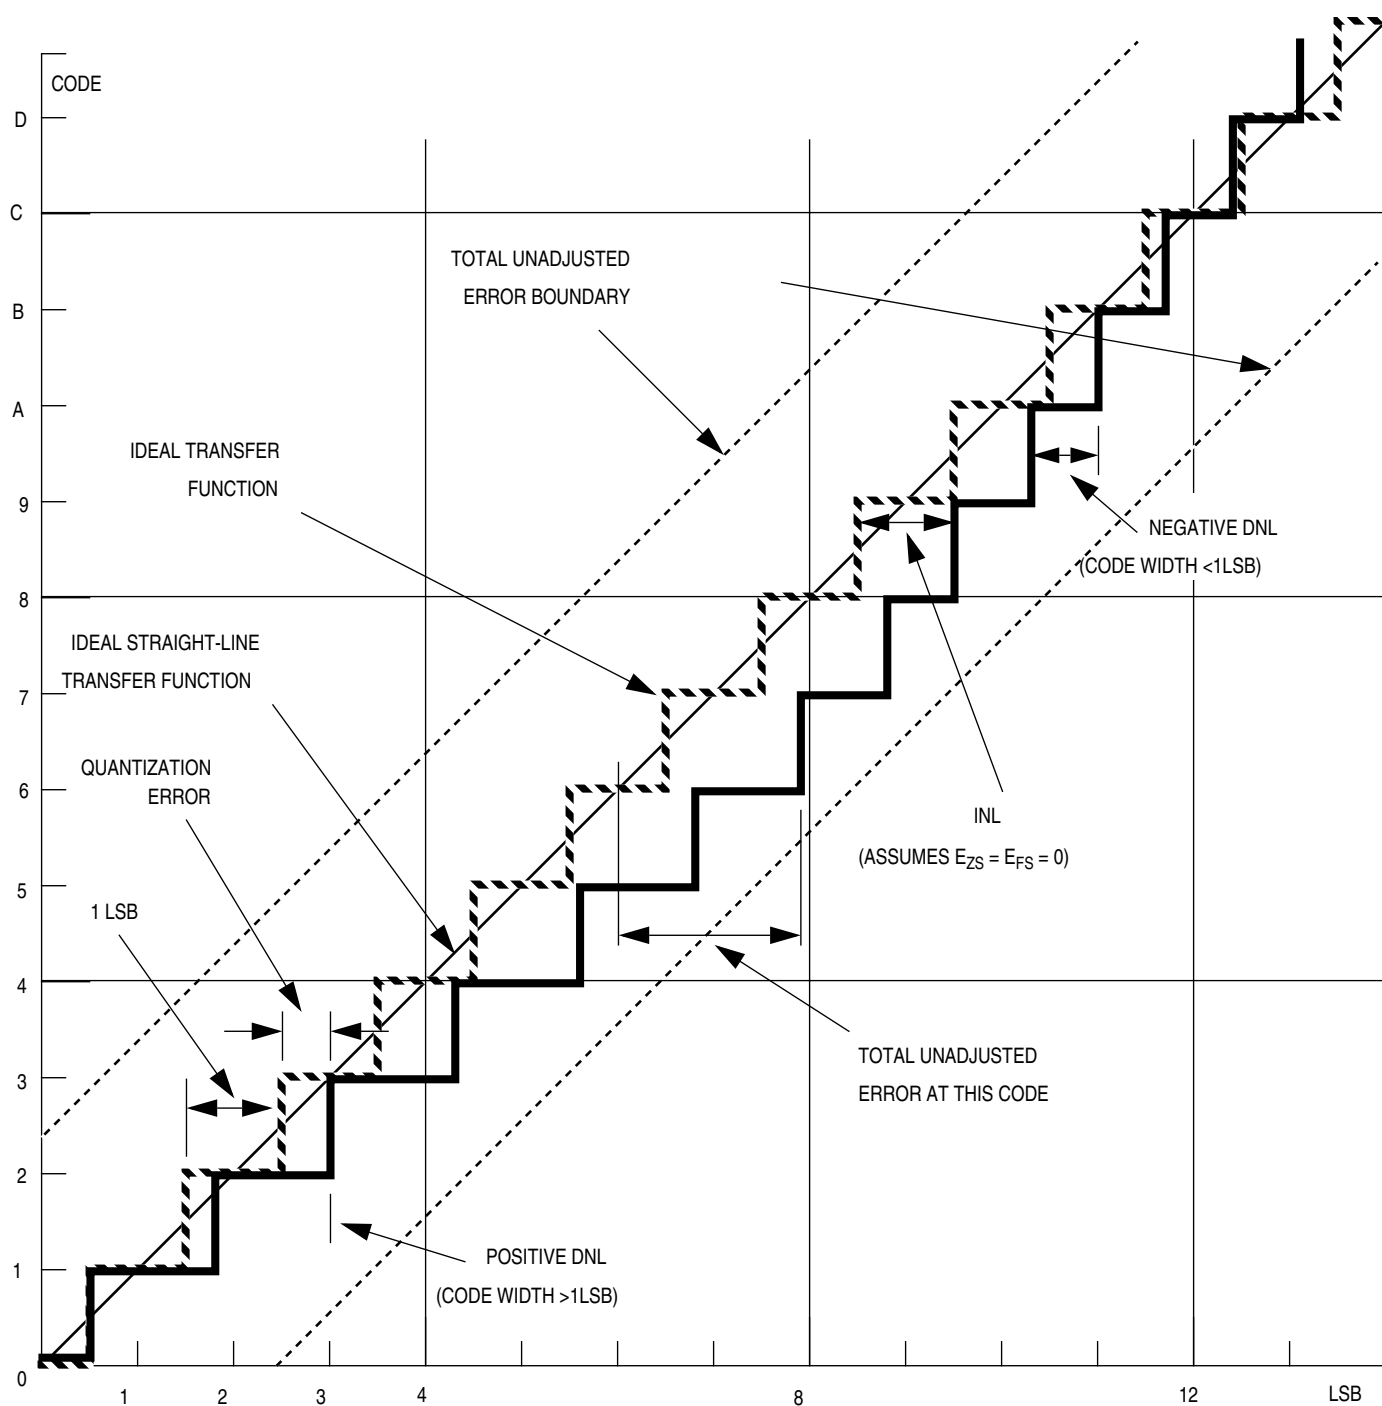 CODE
D
C
TOTAL UNADJUSTED
ERROR BOUNDARY
B
A
IDEAL TRANSFER
FUNCTION
9
NEGATIVE DNL
(CODE WIDTH <1LSB)
8
IDEAL STRAIGHT-LINE
TRANSFER FUNCTION
7
QUANTIZATION
ERROR
6
INL
(ASSUMES EZS = EFS = 0)
5
1 LSB
4
TOTAL UNADJUSTED
ERROR AT THIS CODE
3
2
POSITIVE DNL
(CODE WIDTH >1LSB)
1
0
1 2 3 4 8 12 LSB